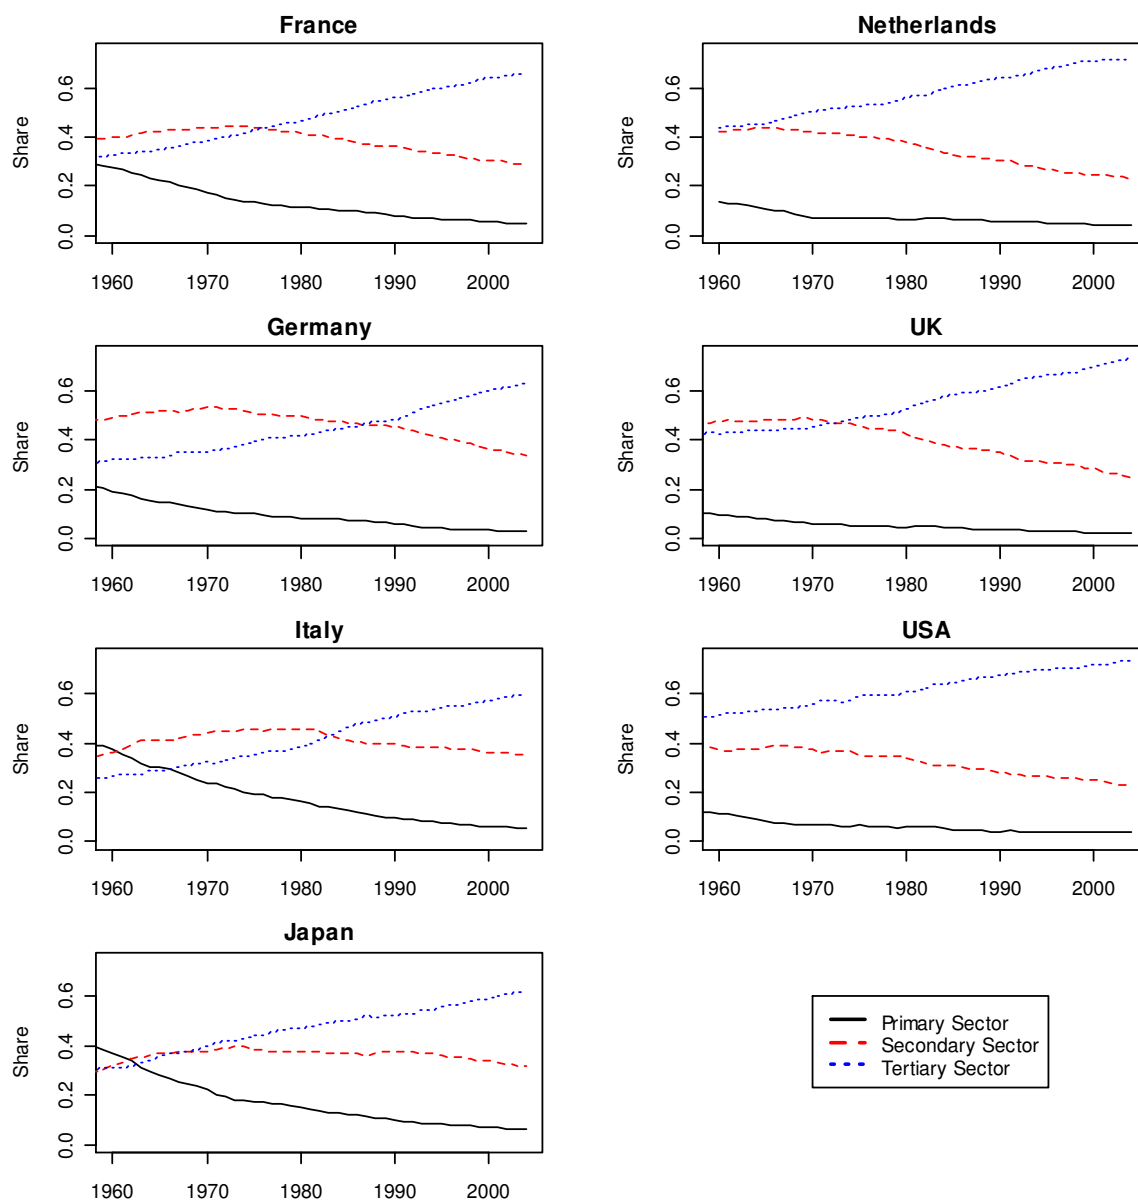 France
Share
0.0 0.2 0.4 0.6
1960 1970 1980 1990 2000
Netherlands
Share
0.0 0.2 0.4 0.6
1960 1970 1980 1990 2000
Germany
Share
0.0 0.2 0.4 0.6
1960 1970 1980 1990 2000
UK
Share
0.0 0.2 0.4 0.6
1960 1970 1980 1990 2000
Italy
Share
0.0 0.2 0.4 0.6
1960 1970 1980 1990 2000
USA
Share
0.0 0.2 0.4 0.6
1960 1970 1980 1990 2000
Japan
Share
0.0 0.2 0.4 0.6
1960 1970 1980 1990 2000
Primary Sector
Secondary Sector
Tertiary Sector